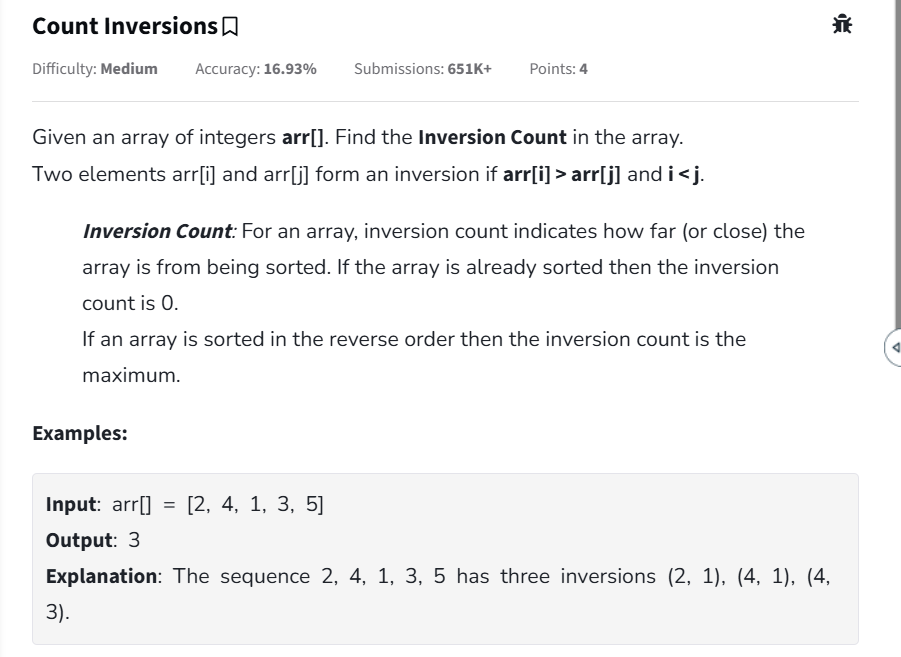 Count Inversions
Difficulty: Medium Accuracy: 16.93% Submissions: 651K+ Points: 4
Given an array of integers arr[]. Find the Inversion Count in the array.
Two elements arr[i] and arr[j] form an inversion if arr[i] > arr[j] and i < j.
Inversion Count: For an array, inversion count indicates how far (or close) the
array is from being sorted. If the array is already sorted then the inversion
count is 0.
If an array is sorted in the reverse order then the inversion count is the
maximum.
Examples:
Input: arr[] = [2, 4, 1, 3, 5]
Output: 3
Explanation: The sequence 2, 4, 1, 3, 5 has three inversions (2, 1), (4, 1), (4,
3).